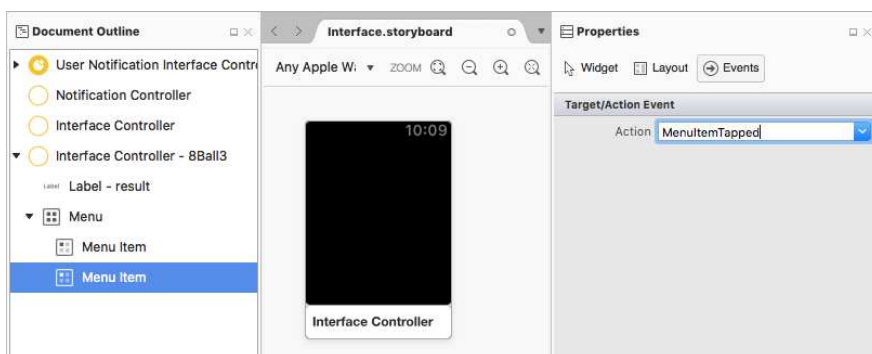 Document Outline
User Notification Interface Contr
Notification Controller
Interface Controller
Interface Controller - 8Ball3
Label Label - result
Menu
Menu Item
Menu Item
Interface.storyboard
Any Apple W ZOOM
10:09
Interface Controller
Properties
Widget Layout Events
Target/Action Event
Action MenuItemTapped